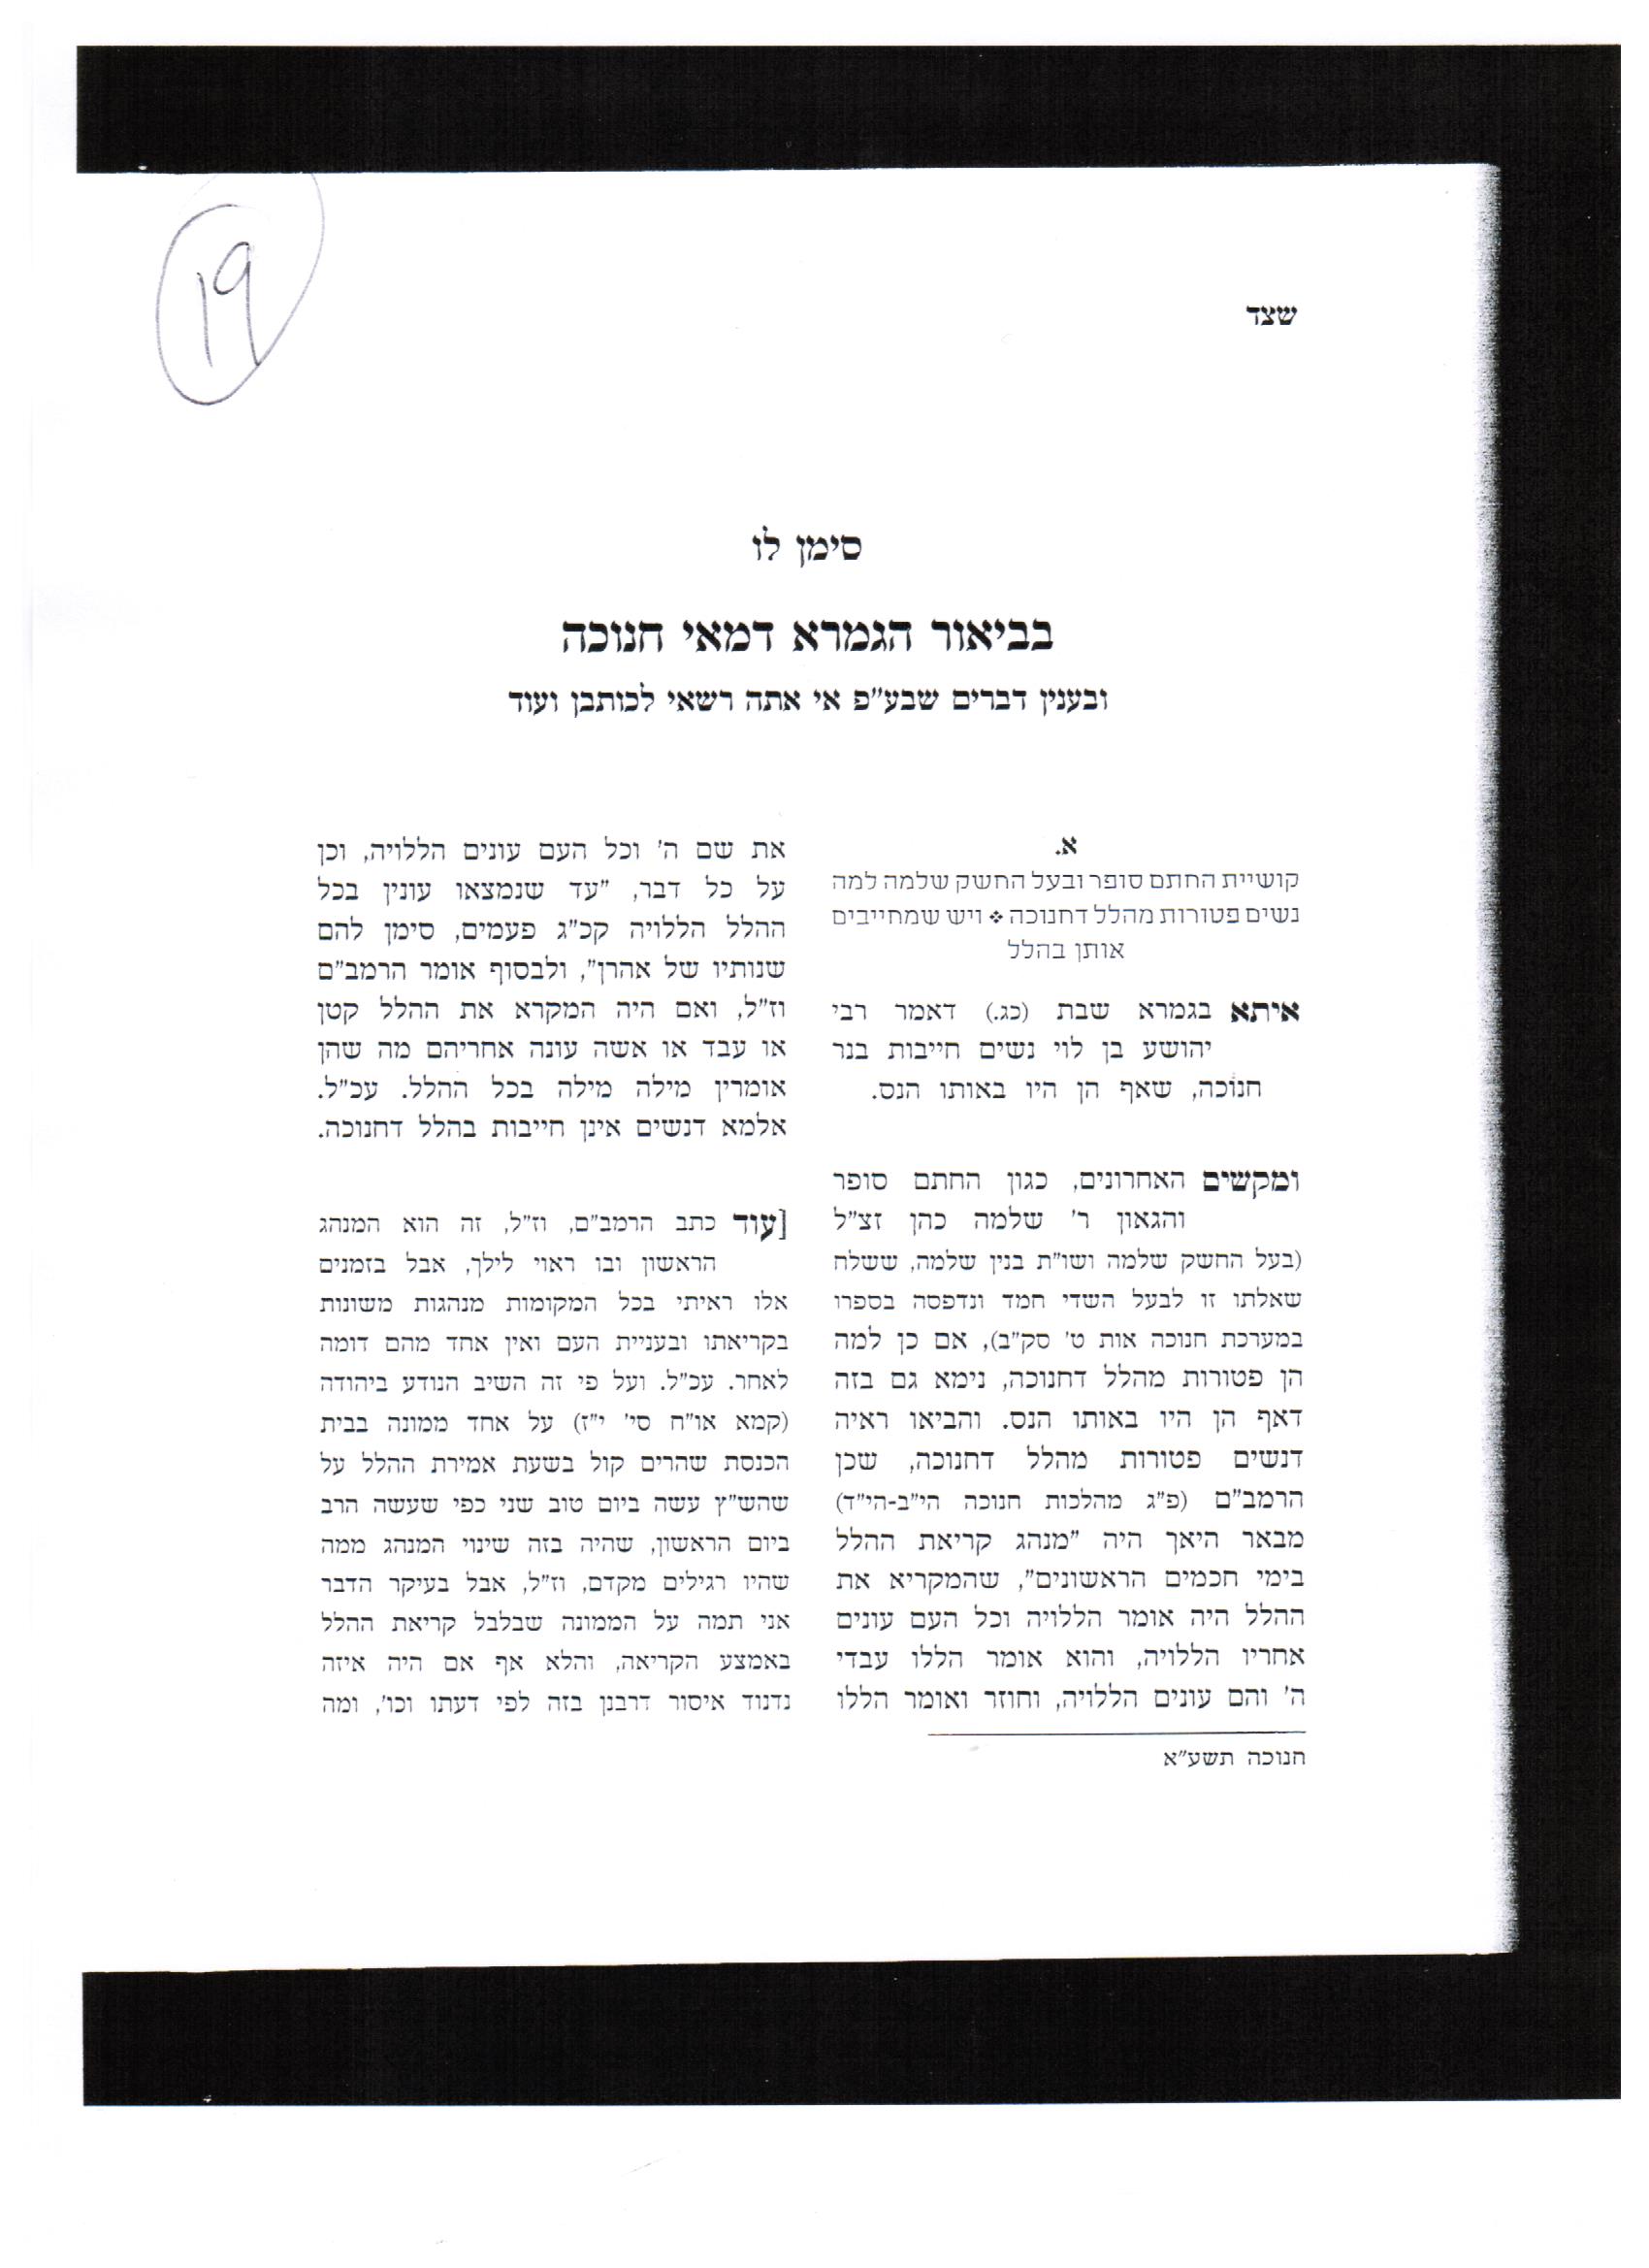 19
שצד
סימן לו
בביאור הגמרא דמאי חנוכה
ובענין דברים שבע"פ אי אתה רשאי לכותבן ועוד
א.
קושיית החתם סופר ובעל החשק שלמה למה
נשים פטורות מהלל דחנוכה ❖ ויש שמחייבים
אותן בהלל
איתא בגמרא שבת (כג.) דאמר רבי
יהושע בן לוי נשים חייבות בנר
חנוכה, שאף הן היו באותו הנס.
ומקשים האחרונים, כגון החתם סופר
והגאון ר' שלמה כהן זצ"ל
(בעל החשק שלמה ושו"ת בנין שלמה, ששלח
שאלתו זו לבעל השדי חמד ונדפסה בספרו
במערכת חנוכה אות ט' סק"ב), אם כן למה
הן פטורות מהלל דחנוכה, נימא גם בזה
דאף הן היו באותו הנס. והביאו ראיה
דנשים פטורות מהלל דחנוכה, שכן
הרמב"ם (פ"ג מהלכות חנוכה הי"ב-הי"ד)
מבאר היאך היה "מנהג קריאת ההלל
בימי חכמים הראשונים", שהמקריא את
ההלל היה אומר הללויה וכל העם עונים
אחריו הללויה, והוא אומר הללו עבדי
ה' והם עונים הללויה, וחוזר ואומר הללו
חנוכה תשע"א
את שם ה' וכל העם עונים הללויה, וכן
על כל דבר, "עד שנמצאו עונין בכל
ההלל הללויה קכ"ג פעמים, סימן להם
שנותיו של אהרן", ולבסוף אומר הרמב"ם
וז"ל, ואם היה המקרא את ההלל קטן
או עבד או אשה עונה אחריהם מה שהן
אומרין מילה מילה בכל ההלל. עכ"ל.
אלמא דנשים אינן חייבות בהלל דחנוכה.
[עוד כתב הרמב"ם, וז"ל, זה הוא המנהג
הראשון ובו ראוי לילך, אבל בזמנים
אלו ראיתי בכל המקומות מנהגות משונות
בקריאתו ובעניית העם ואין אחד מהם דומה
לאחר. עכ"ל. ועל פי זה השיב הנודע ביהודה
(קמא או"ח סי' י"ז) על אחד ממונה בבית
הכנסת שהרים קול בשעת אמירת ההלל על
שהש"ץ עשה ביום טוב שני כפי שעשה הרב
ביום הראשון, שהיה בזה שינוי המנהג ממה
שהיו רגילים מקדם, וז"ל, אבל בעיקר הדבר
אני תמה על הממונה שבלבל קריאת ההלל
באמצע הקריאה, והלא אף אם היה איזה
נדנוד איסור דרבנן בזה לפי דעתו וכו', ומה